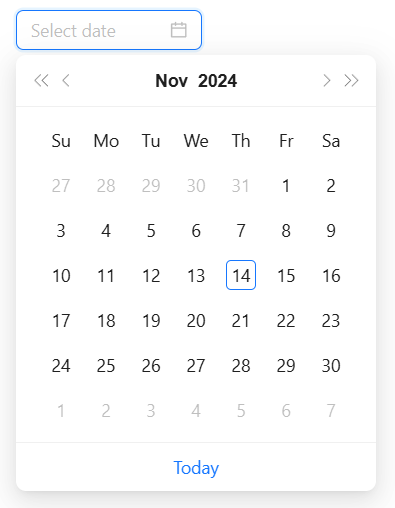 Select date
Nov 2024
Su Mo Tu We Th Fr Sa
27 28 29 30 31 1 2
3 4 5 6 7 8 9
10 11 12 13 14 15 16
17 18 19 20 21 22 23
24 25 26 27 28 29 30
1 2 3 4 5 6 7
Today